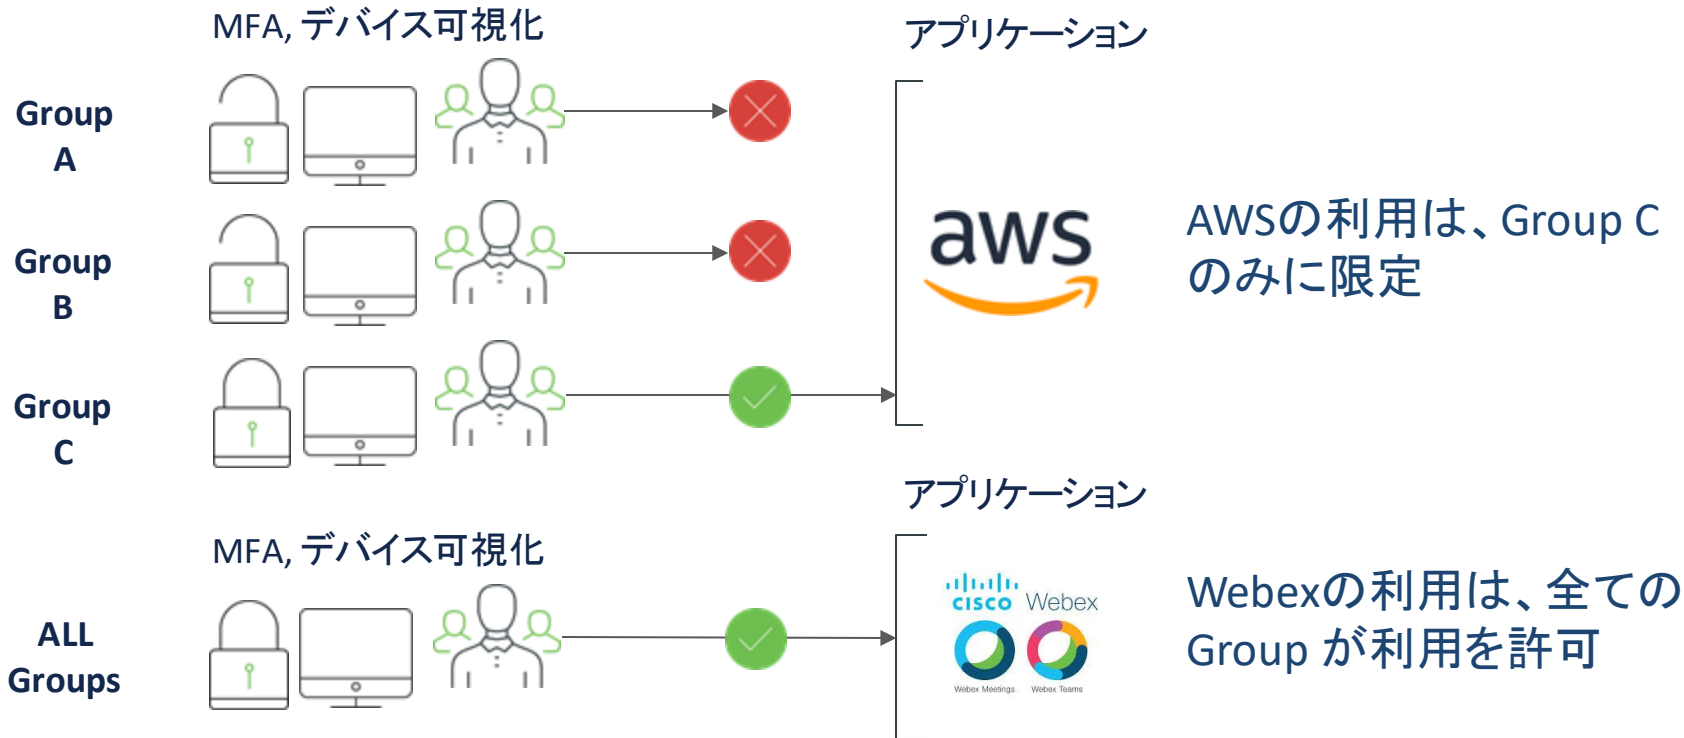 MFA, デバイス可視化
アプリケーション
Group
A
Group
B
Group
C
aws
AWSの利用は、Group C
のみに限定
MFA, デバイス可視化
アプリケーション
ALL
Groups
CISCO Webex
Webex Meetings Webex Teams
Webexの利用は、全ての
Group が利用を許可